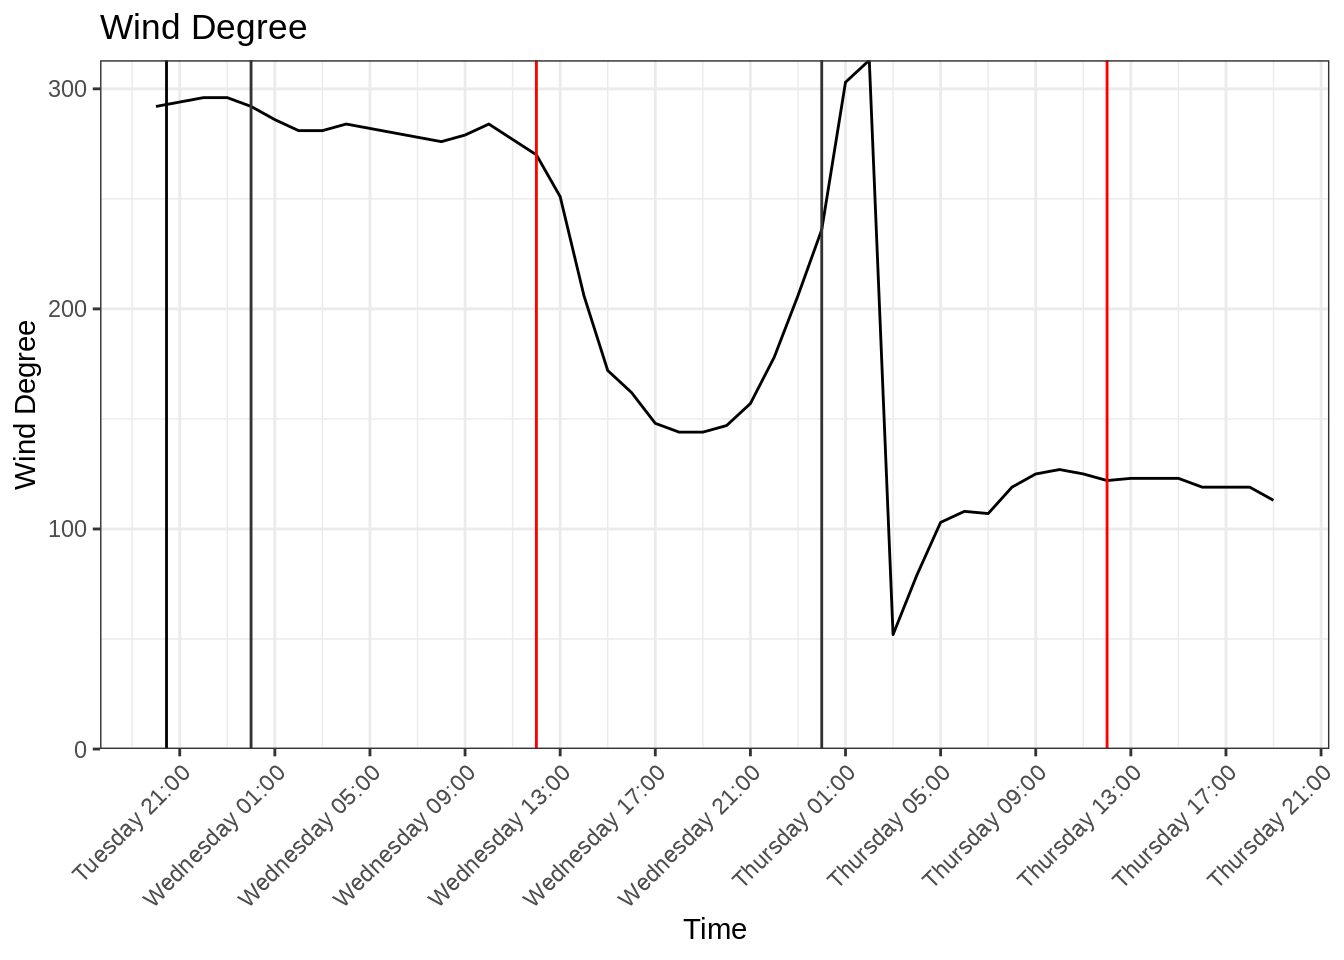 Wind Degree
Wind Degree
300
200
100
0
Tuesday 21:00
Wednesday 01:00
Wednesday 05:00
Wednesday 09:00
Wednesday 13:00
Wednesday 17:00
Wednesday 21:00
Thursday 01:00
Thursday 05:00
Thursday 09:00
Thursday 13:00
Thursday 17:00
Thursday 21:00
Time